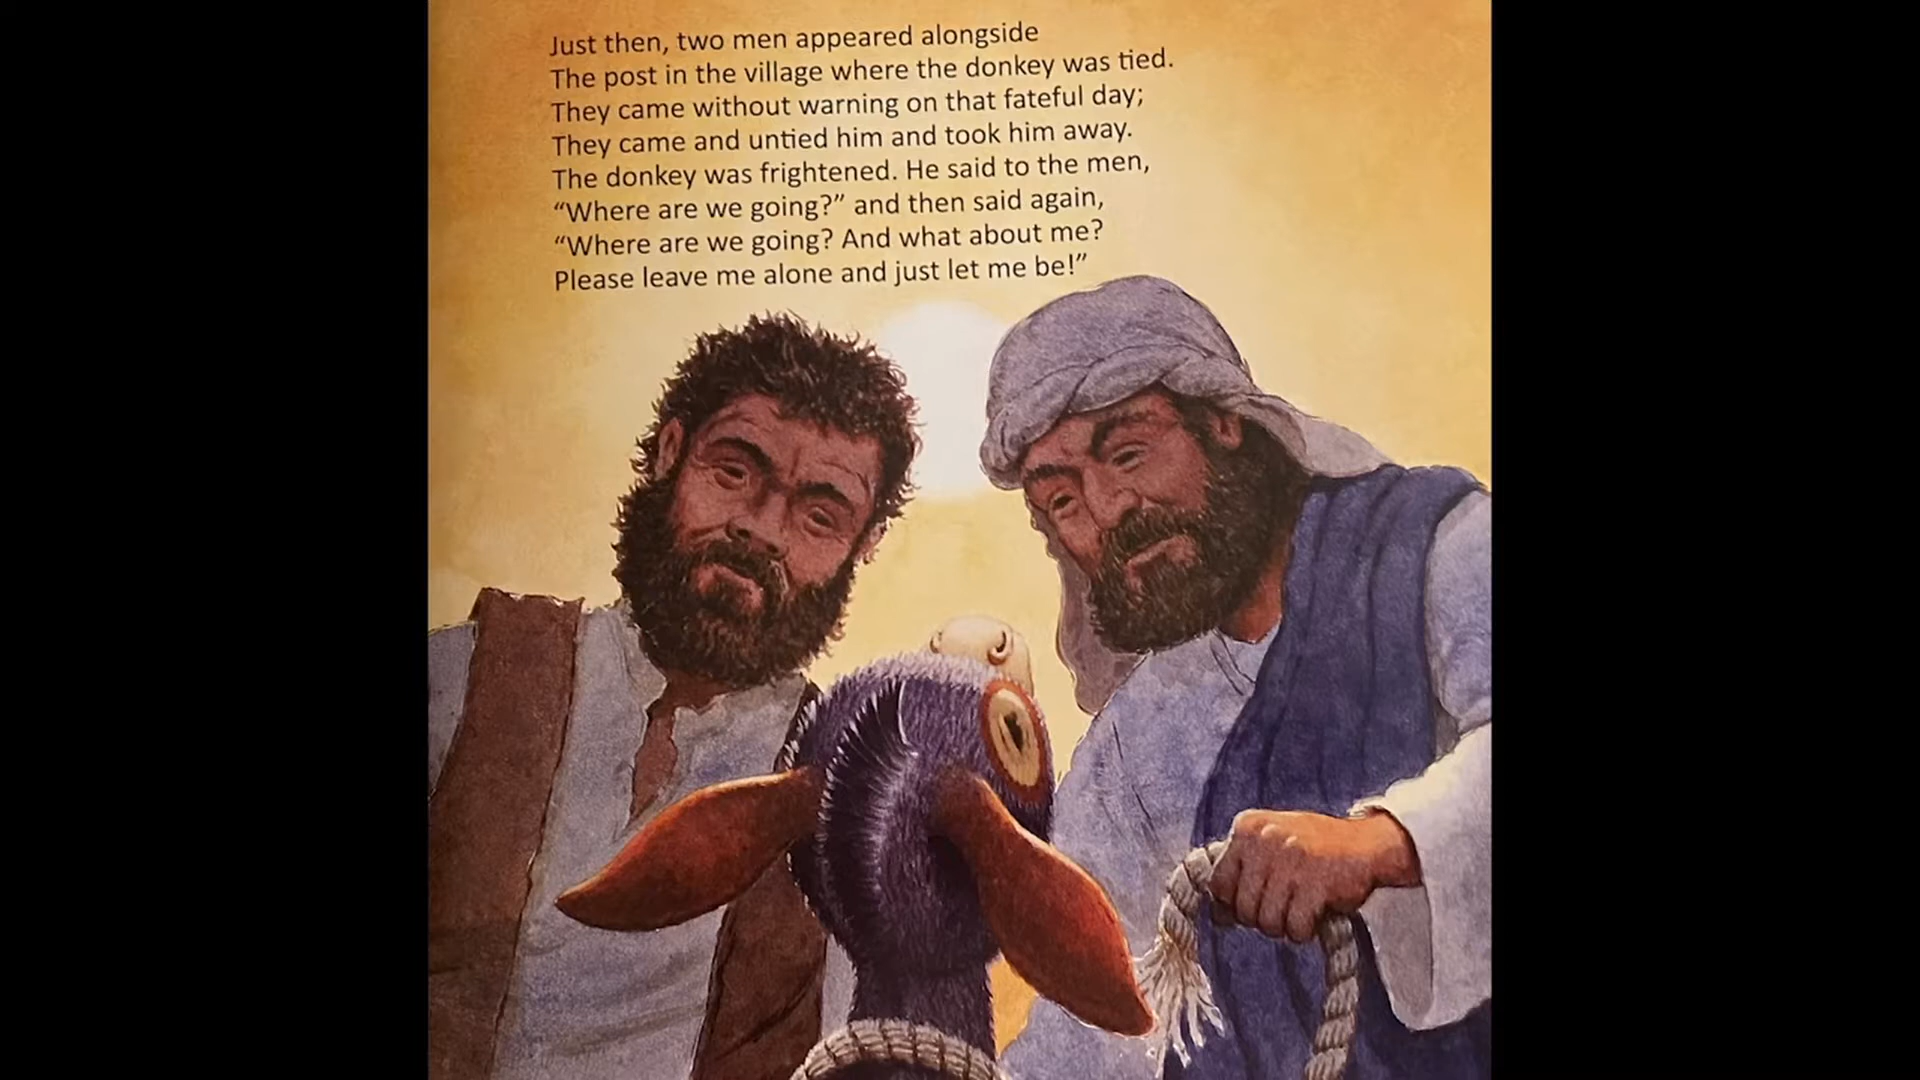 Just then, two men appeared alongside
The post in the village where the donkey was tied.
They came without warning on that fateful day;
They came and untied him and took him away.
The donkey was frightened. He said to the men,
“Where are we going?” and then said again,
“Where are we going? And what about me?
Please leave me alone and just let me be!”